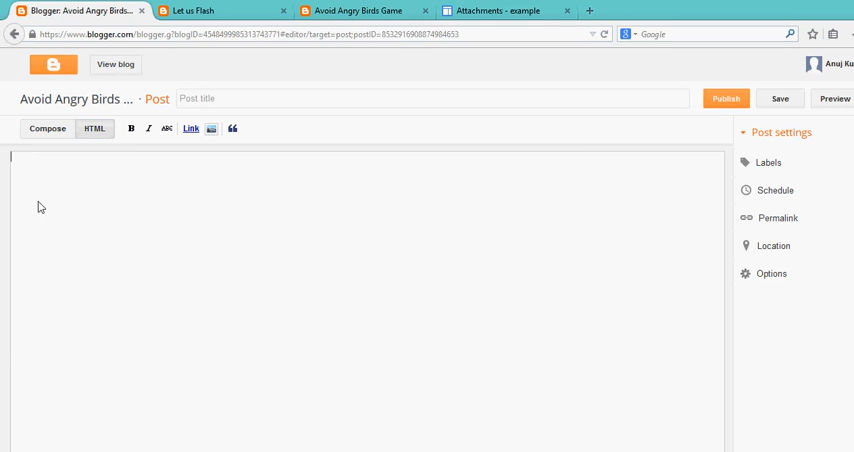 Blogger: Avoid Angry Birds... Let us Flash Avoid Angry Birds Game Attachments - example
https://www.blogger.com/blogger.g?blogID=4548499985313743771#editor/target=post;postID=8532916908874984653 Google
View blog Anuj Ku
Avoid Angry Birds ... · Post Post title Publish Save Preview
Compose HTML B I ABC Link
Post settings
Labels
Schedule
Permalink
Location
Options